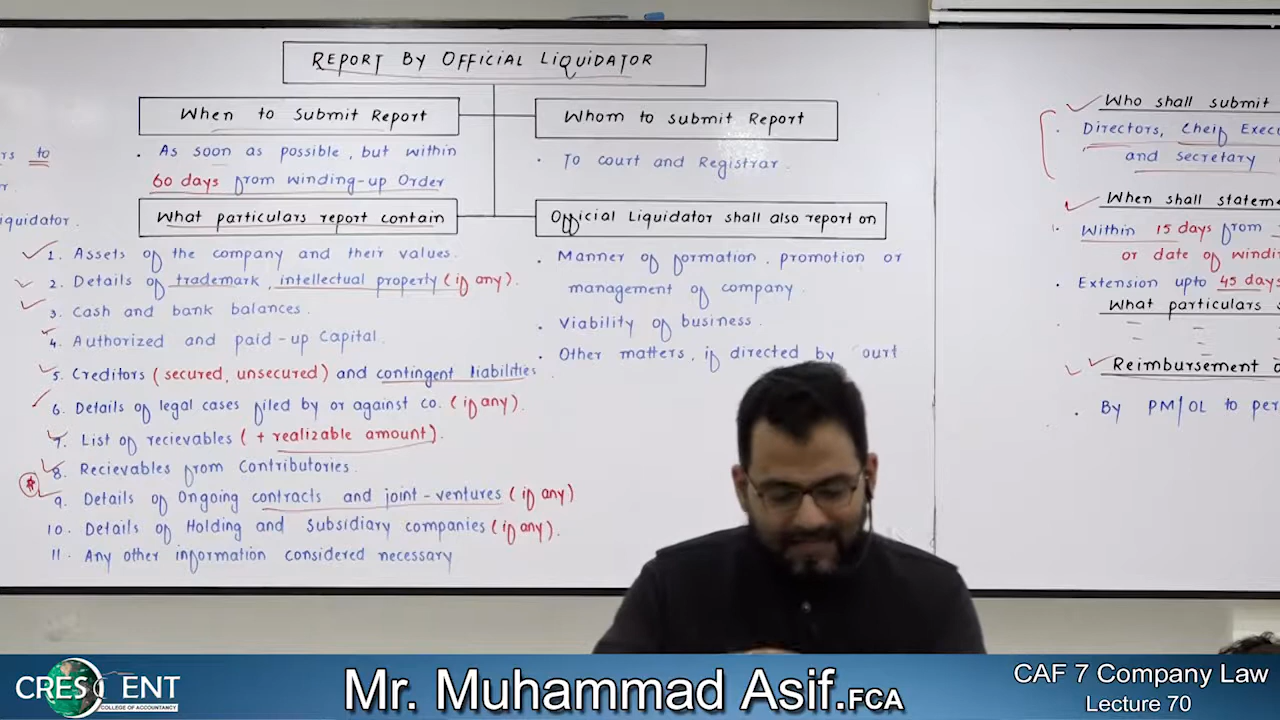 REPORT BY OFFICIAL LIQUIDATOR
When to Submit Report
As soon as possible, but within
60 days from winding-up Order
Whom to submit Report
To court and Registrar.
What particulars report contain
1. Assets of the company and their values.
2. Details of trademark, intellectual property (if any).
3. Cash and bank balances.
4. Authorized and paid-up Capital.
5. Creditors (secured, unsecured) and contingent liabilities.
6. Details of legal cases filed by or against co. (if any).
7. List of recievables (+ realizable amount).
8. Recievables from Contributories.
9. Details of Ongoing contracts and joint-ventures (if any)
10. Details of Holding and Subsidiary companies (if any).
11. Any other information considered necessary
Official Liquidator shall also report on
Manner of formation, promotion or
management of company.
Viability of business.
Other matters, if directed by Court
to
iquidator.
Who shall submit
Directors, Cheif Exec
and secretary
When shall stateme
Within 15 days from
or date of windi
Extension upto 45 days
What particulars
Reimbursement o
By PM/OL to per
CRESCENT
COLLEGE OF ACCOUNTANCY
Mr. Muhammad Asif.FCA
CAF 7 Company Law
Lecture 70